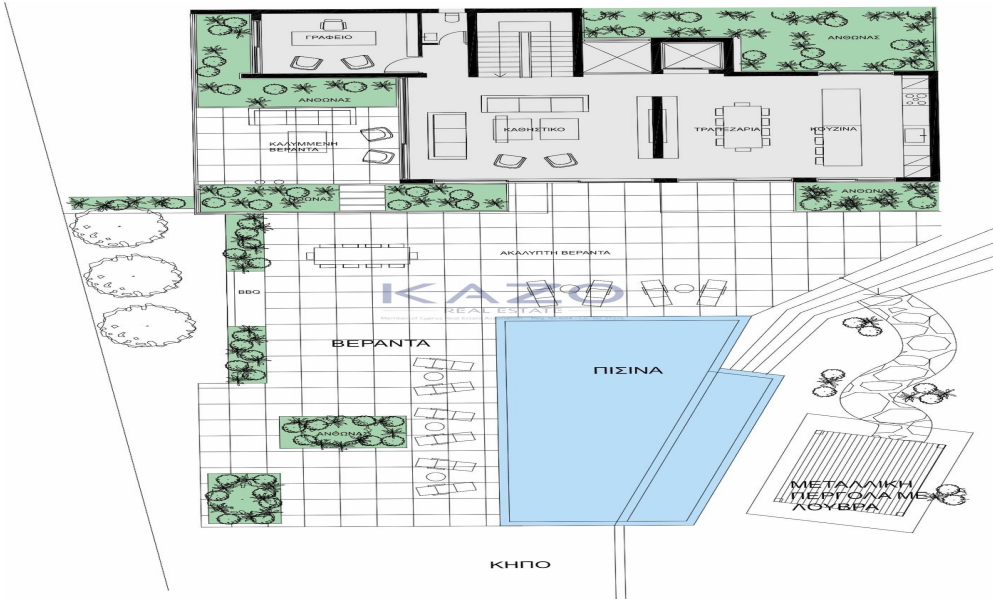 ΓΡΑΦΕΙΟ
ΑΝΘΩΝΑΣ
ΑΝΘΩΝΑΣ
ΚΑΛΥΜΜΕΝΗ
ΒΕΡΑΝΤΑ
ΚΑΘΗΣΤΙΚΟ
ΤΡΑΠΕΖΑΡΙΑ
ΚΟΥΖΙΝΑ
ΑΝΘΩΝΑΣ
ΑΝΘΩΝΑΣ
ΑΚΑΛΥΠΤΗ ΒΕΡΑΝΤΑ
BBQ
KAZO
REAL ESTATE
ΒΕΡΑΝΤΑ
ΠΙΣΙΝΑ
ΑΝΘΩΝΑΣ
ΜΕΤΑΛΛΙΚΗ
ΠΕΡΓΟΛΑ ΜΕ
ΛΟΥΒΡΑ
ΚΗΠΟ